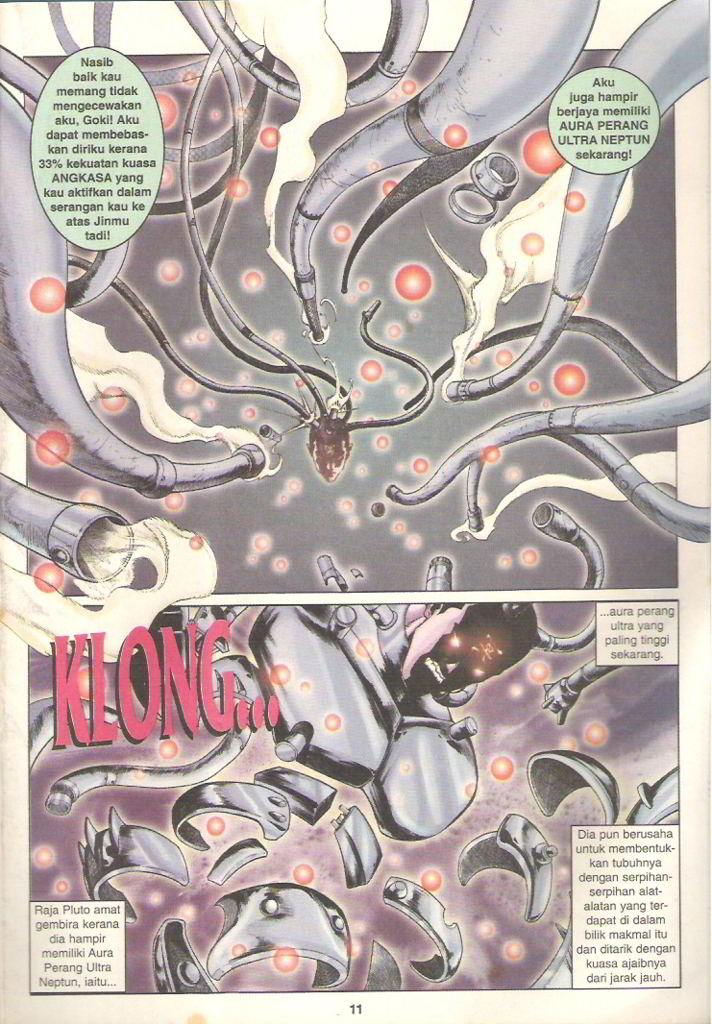 Nasib
baik kau
memang tidak
mengecewakan
aku, Goki! Aku
dapat membebas-
kan diriku kerana
33% kekuatan kuasa
ANGKASA yang
kau aktifkan dalam
serangan kau ke
atas Jinmu
tadi!
Aku
juga hampir
berjaya memiliki
AURA PERANG
ULTRA NEPTUN
sekarang!
KLONG....
Raja Pluto amat
gembira kerana
dia hampir
memiliki Aura
Perang Ultra
Neptun, iaitu...
...aura perang
ultra yang
paling tinggi
sekarang.
Dia pun berusaha
untuk membentuk-
kan tubuhnya
dengan serpihan-
serpihan alat-
alatan yang ter-
dapat di dalam
bilik makmal itu
dan ditarik dengan
kuasa ajaibnya
dari jarak jauh.
11